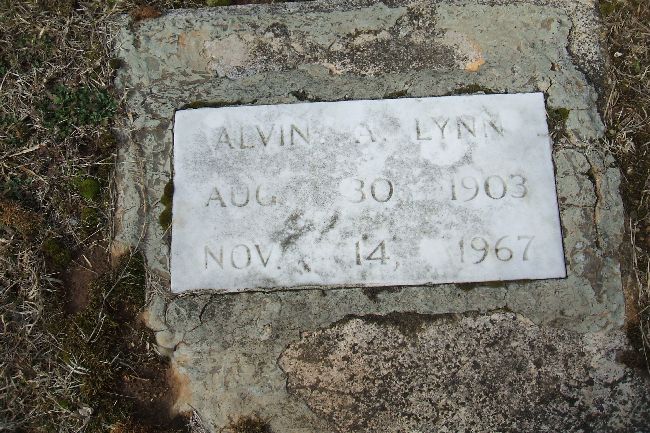 ALVIN A. LYNN
AUG. 30, 1903
NOV. 14, 1967